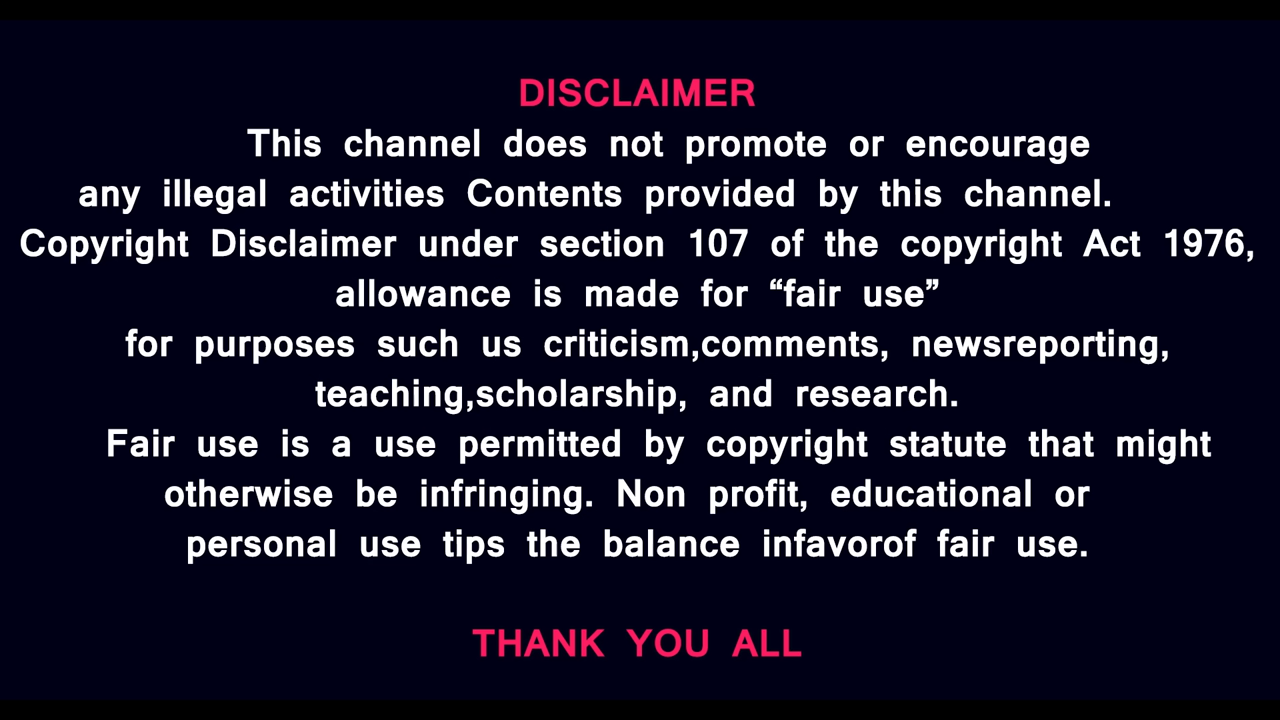 DISCLAIMER
This channel does not promote or encourage
any illegal activities Contents provided by this channel.
Copyright Disclaimer under section 107 of the copyright Act 1976,
allowance is made for “fair use”
for purposes such us criticism,comments, newsreporting,
teaching,scholarship, and research.
Fair use is a use permitted by copyright statute that might
otherwise be infringing. Non profit, educational or
personal use tips the balance infavorof fair use.
THANK YOU ALL